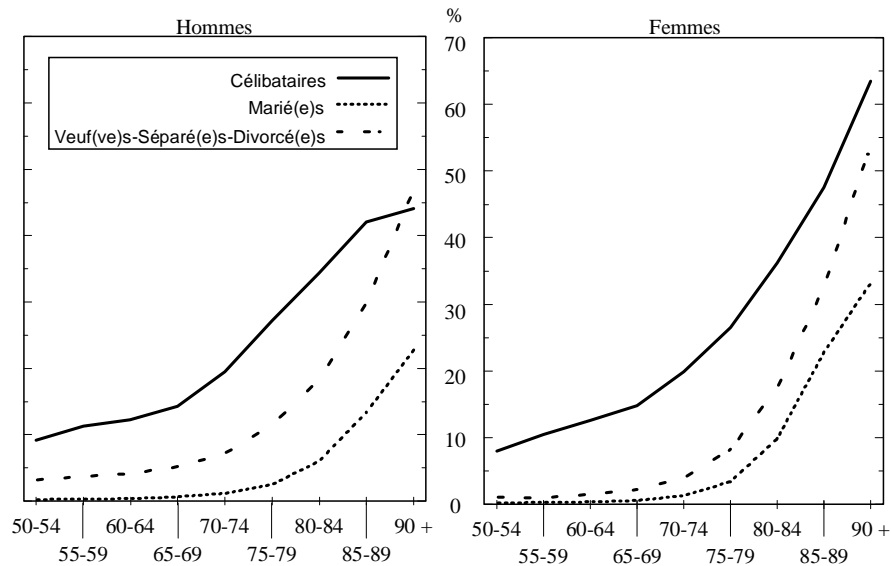 Hommes
%
Femmes
Célibataires
Marié(e)s
Veuf(ve)s-Séparé(e)s-Divorcé(e)s
70
60
50
40
30
20
10
0
50-54 60-64 70-74 80-84 90 +
55-59 65-69 75-79 85-89
50-54 60-64 70-74 80-84 90 +
55-59 65-69 75-79 85-89